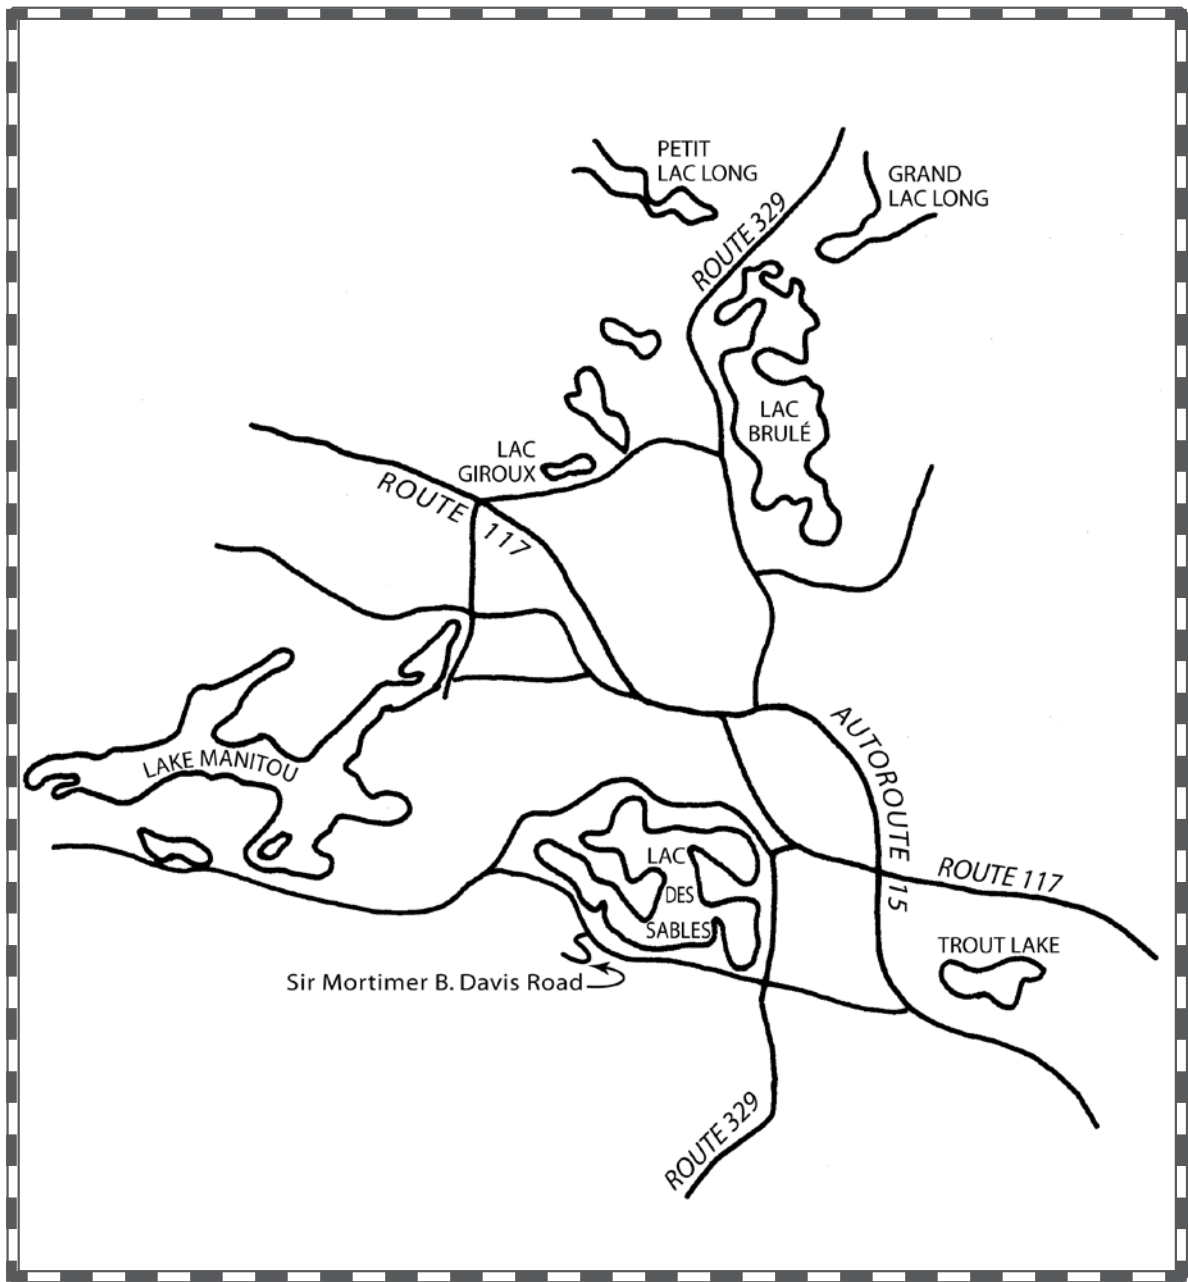 PETIT
LAC LONG
GRAND
LAC LONG
ROUTE 329
LAC
BRULÉ
LAC
GIROUX
ROUTE 117
AUTOROUTE 15
LAKE MANITOU
LAC
DES
SABLES
ROUTE 117
TROUT LAKE
Sir Mortimer B. Davis Road
ROUTE 329